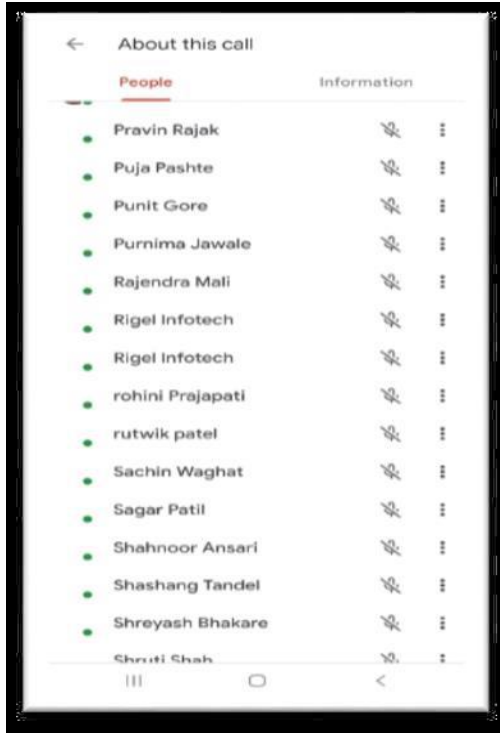 About this call
People Information
Pravin Rajak
Puja Pashte
Punit Gore
Purnima Jawale
Rajendra Mali
Rigel Infotech
Rigel Infotech
rohini Prajapati
rutwik patel
Sachin Waghat
Sagar Patil
Shahnoor Ansari
Shashang Tandel
Shreyash Bhakare
Shruti Shah